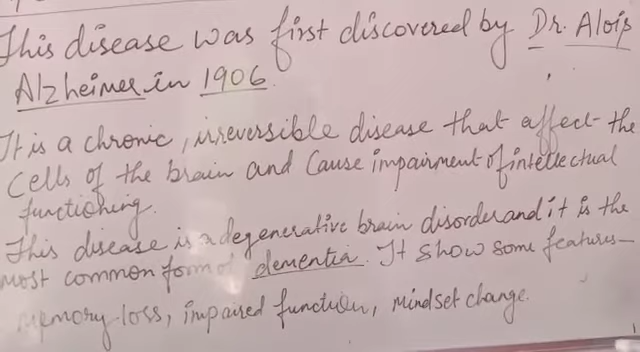 This disease was first discovered by Dr. Alois
Alzheimer in 1906.
It is a chronic, irreversible disease that affect the
Cells of the brain and Cause impairment of intellectual
functioning.
This disease is a degenerative brain disorder and it is the
most common form of dementia. It show some features—
memory loss, impaired function, mindset change.